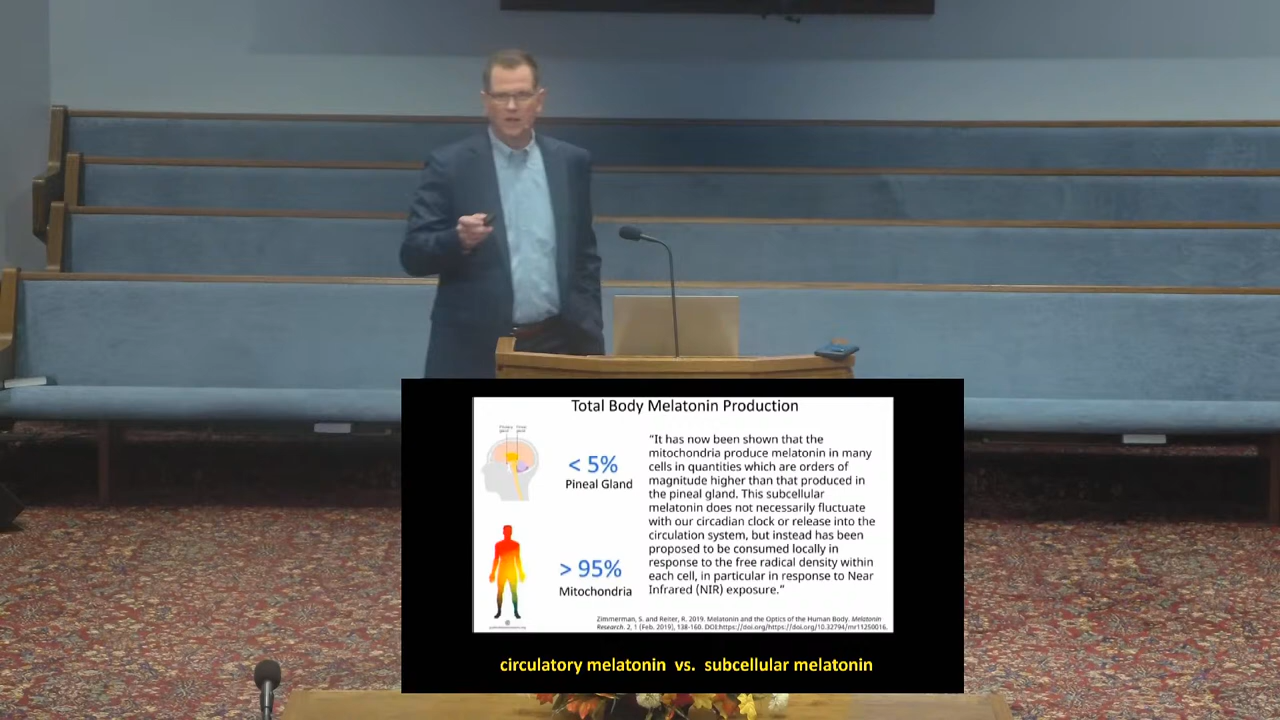 Total Body Melatonin Production
< 5%
Pineal Gland
> 95%
Mitochondria
“It has now been shown that the
mitochondria produce melatonin in many
cells in quantities which are orders of
magnitude higher than that produced in
the pineal gland. This subcellular
melatonin does not necessarily fluctuate
with our circadian clock or release into the
circulation system, but instead has been
proposed to be consumed locally in
response to the free radical density within
each cell, in particular in response to Near
Infrared (NIR) exposure.”
Zimmerman, S. and Reiter, R. 2019. Melatonin and the Optics of the Human Body. Melatonin
Research. 2, 1 (Feb. 2019), 138-160. DOI:https://doi.org/https://doi.org/10.32794/mr11250016.
circulatory melatonin vs. subcellular melatonin